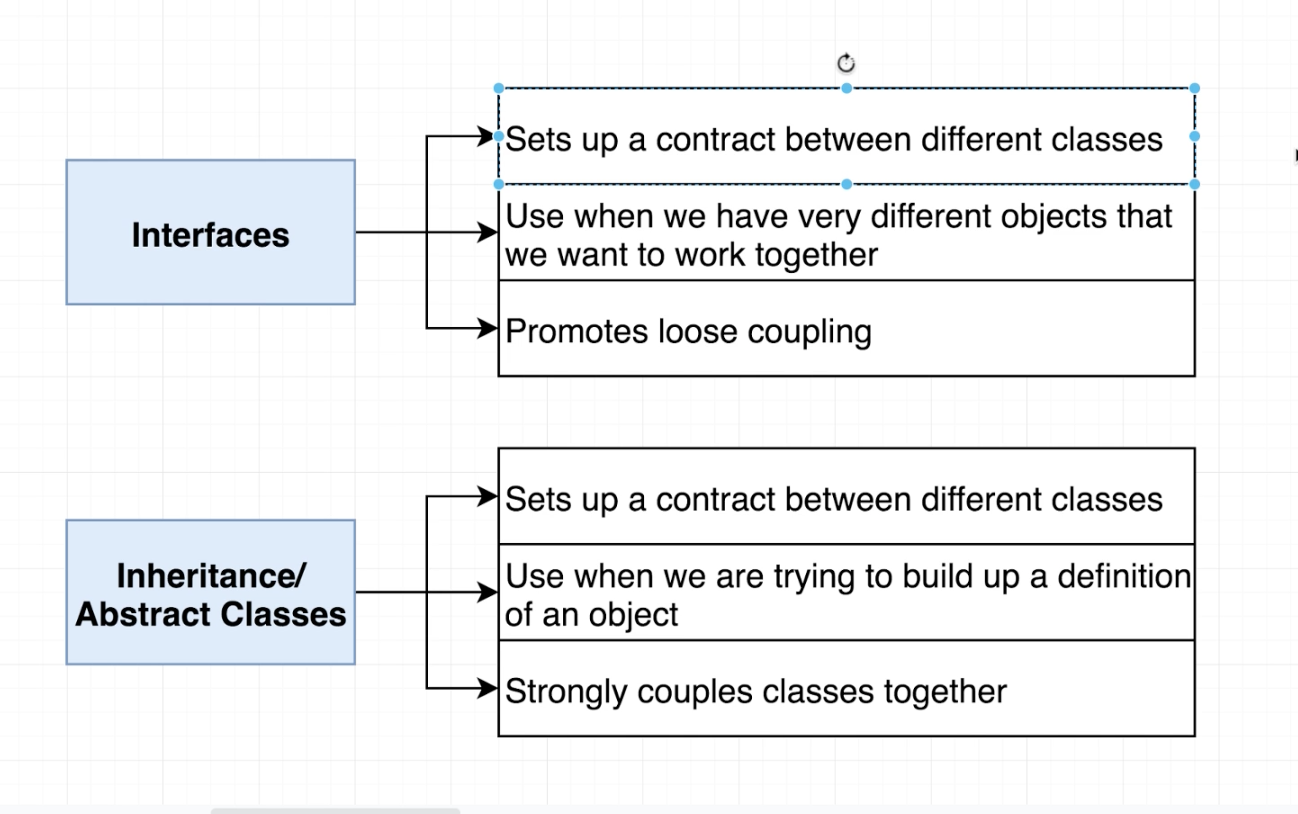 Interfaces
Sets up a contract between different classes
Use when we have very different objects that
we want to work together
Promotes loose coupling
Inheritance/
Abstract Classes
Sets up a contract between different classes
Use when we are trying to build up a definition
of an object
Strongly couples classes together